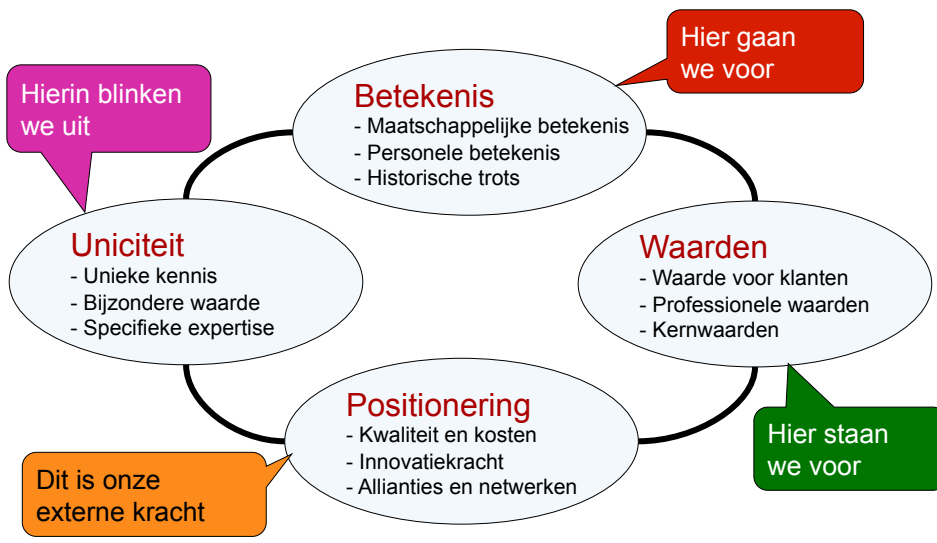 Hier gaan
we voor
Hierin blinken
we uit
Betekenis
- Maatschappelijke betekenis
- Personele betekenis
- Historische trots
Uniciteit
- Unieke kennis
- Bijzondere waarde
- Specifieke expertise
Waarden
- Waarde voor klanten
- Professionele waarden
- Kernwaarden
Positionering
- Kwaliteit en kosten
- Innovatiekracht
- Allianties en netwerken
Hier staan
we voor
Dit is onze
externe kracht